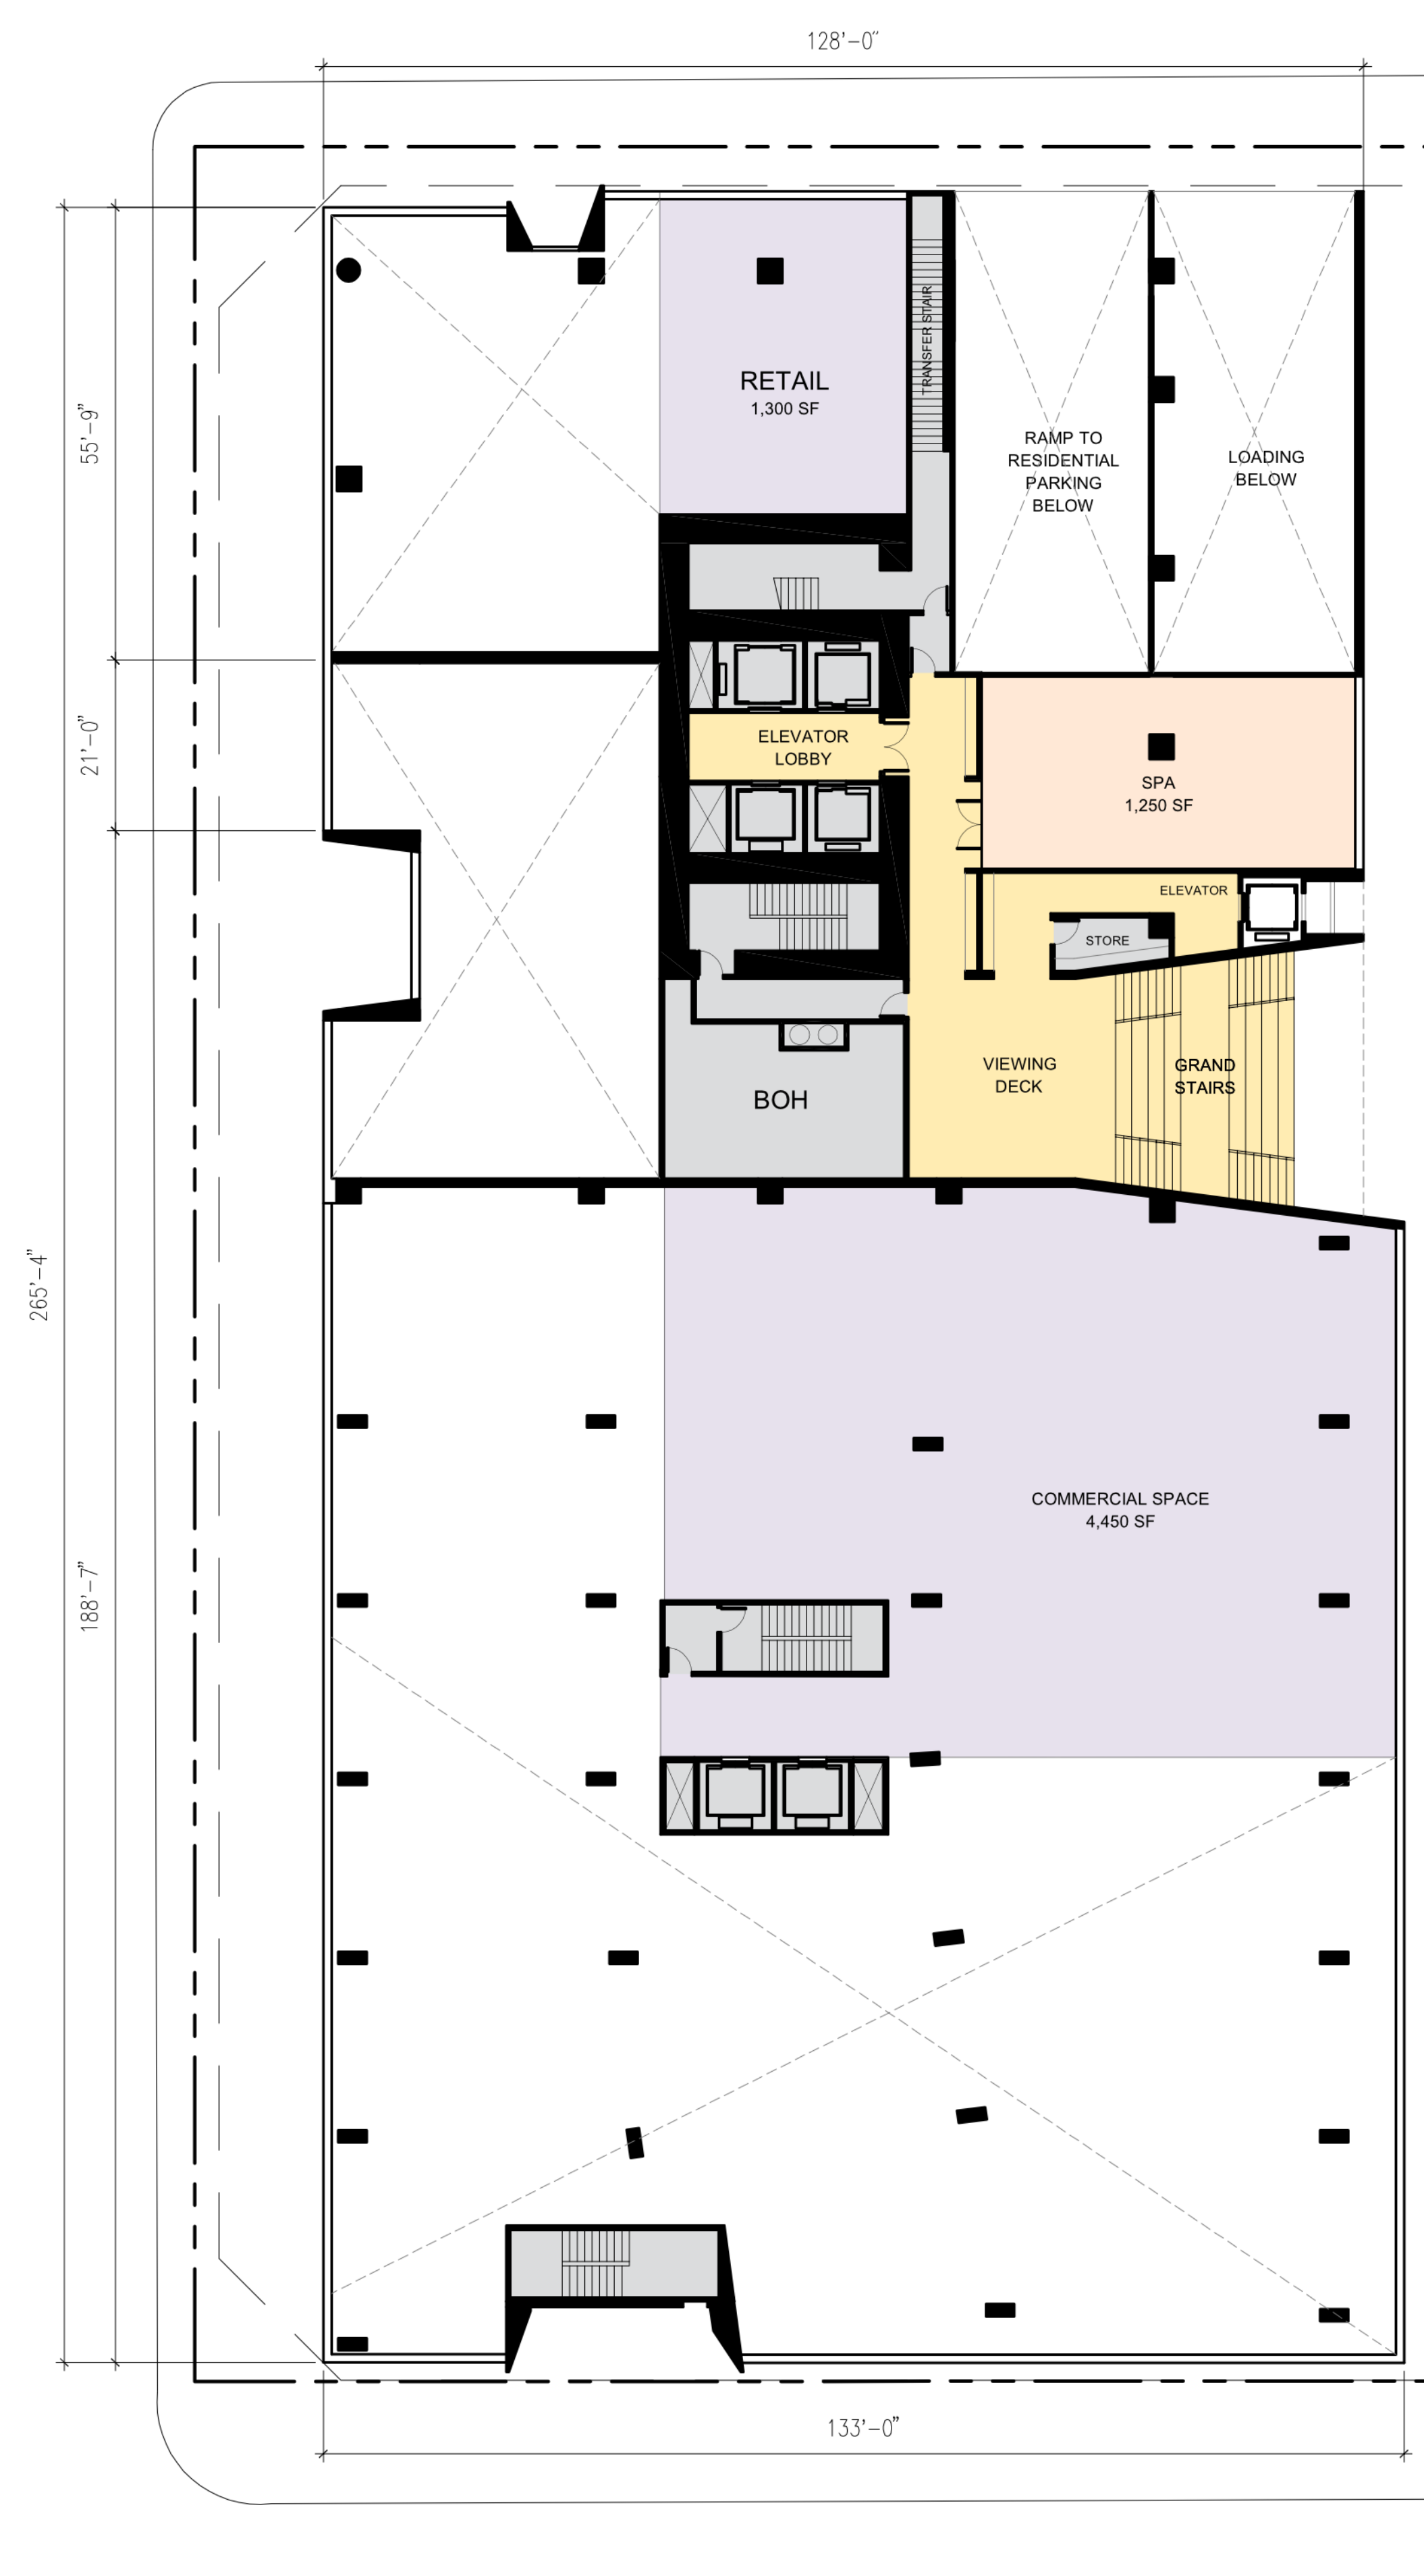 128'-0"
55'-9"
21'-0"
265'-4"
188'-7"
133'-0"
RETAIL
1,300 SF
TRANSFER STAIR
RAMP TO
RESIDENTIAL
PARKING
BELOW
LOADING
BELOW
ELEVATOR
LOBBY
SPA
1,250 SF
ELEVATOR
STORE
VIEWING
DECK
GRAND
STAIRS
BOH
COMMERCIAL SPACE
4,450 SF